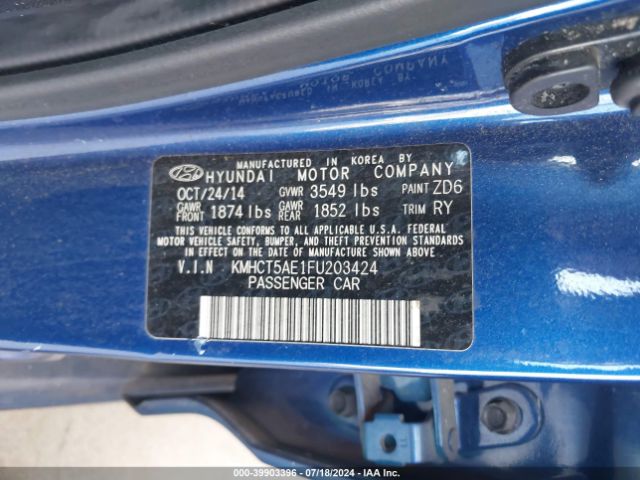 MOTOR COMPANY
MANUFACTURED IN KOREA BY
HYUNDAI MOTOR COMPANY
OCT/24/14 GVWR 3549 lbs PAINT ZD6
GAWR FRONT 1874 lbs GAWR REAR 1852 lbs TRIM RY
THIS VEHICLE CONFORMS TO ALL APPLICABLE U.S.A. FEDERAL
MOTOR VEHICLE SAFETY, BUMPER, AND THEFT PREVENTION
STANDARDS IN EFFECT ON THE DATE OF MANUFACTURE SHOWN ABOVE.
V.I.N KMHCT5AE1FU203424
PASSENGER CAR
000-39903396 - 07/18/2024 - IAA Inc.